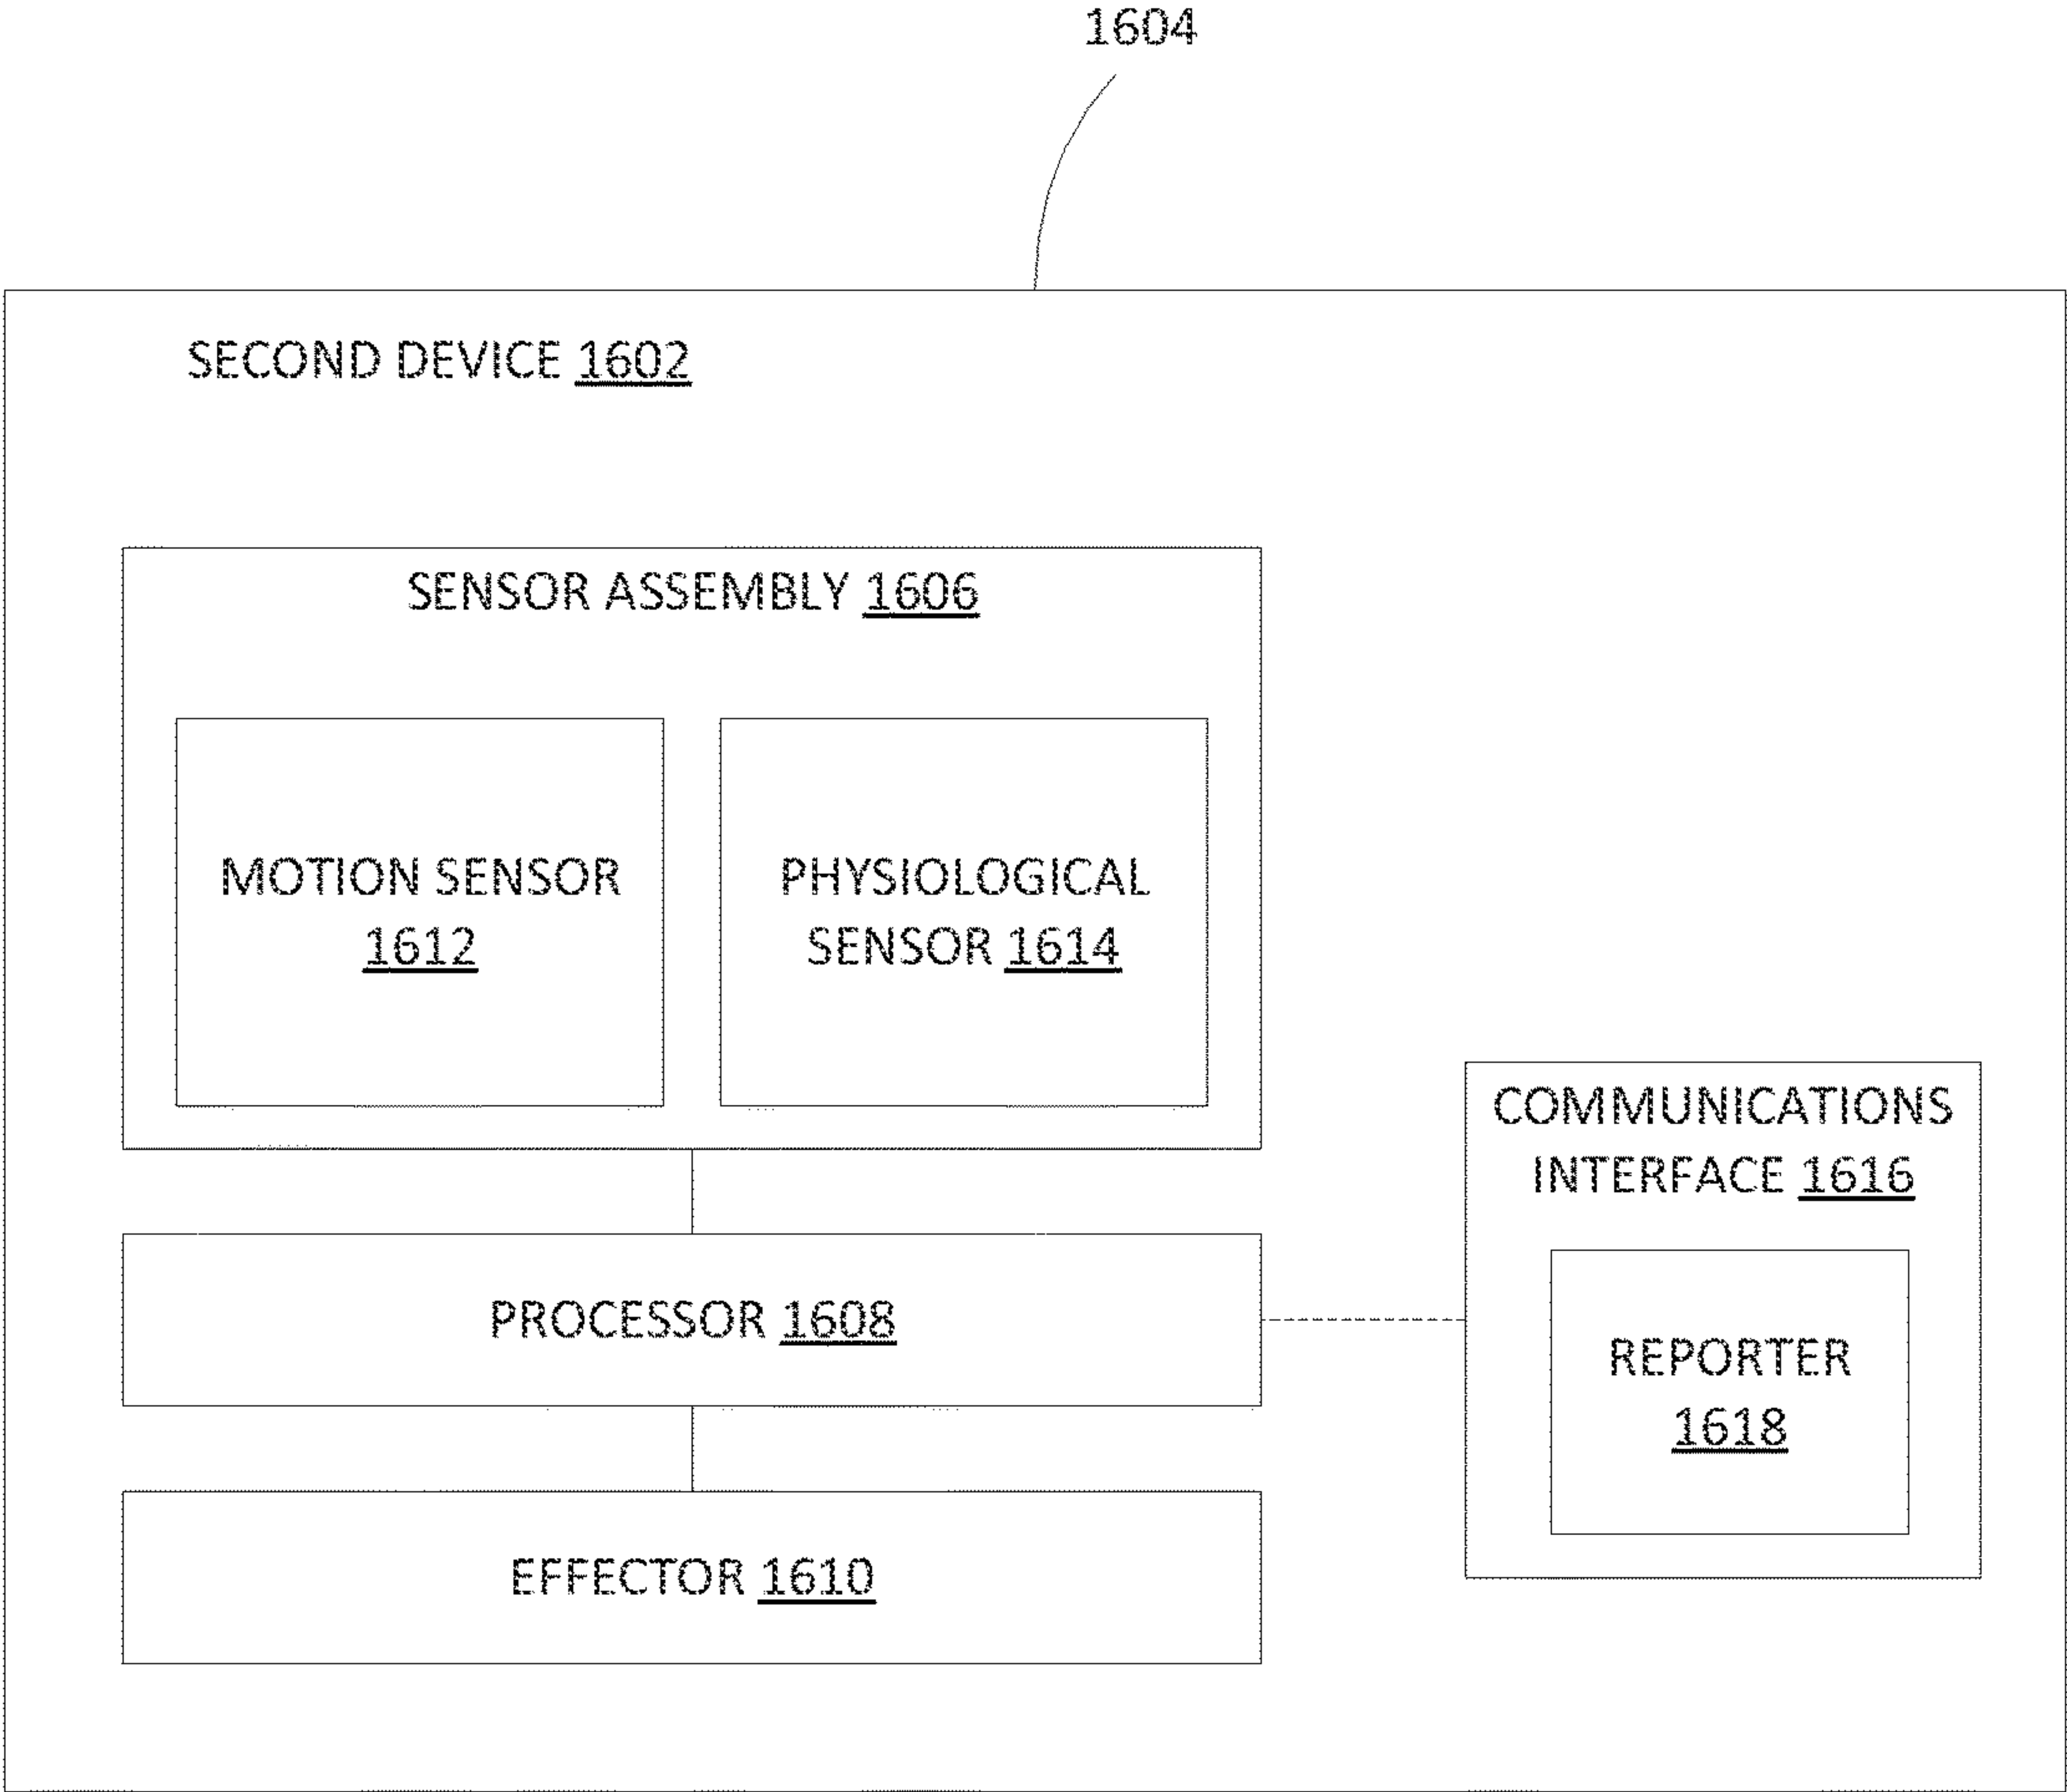 1604
SECOND DEVICE 1602
SENSOR ASSEMBLY 1606
MOTION SENSOR
1612
PHYSIOLOGICAL
SENSOR 1614
COMMUNICATIONS
INTERFACE 1616
REPORTER
1618
PROCESSOR 1608
EFFECTOR 1610